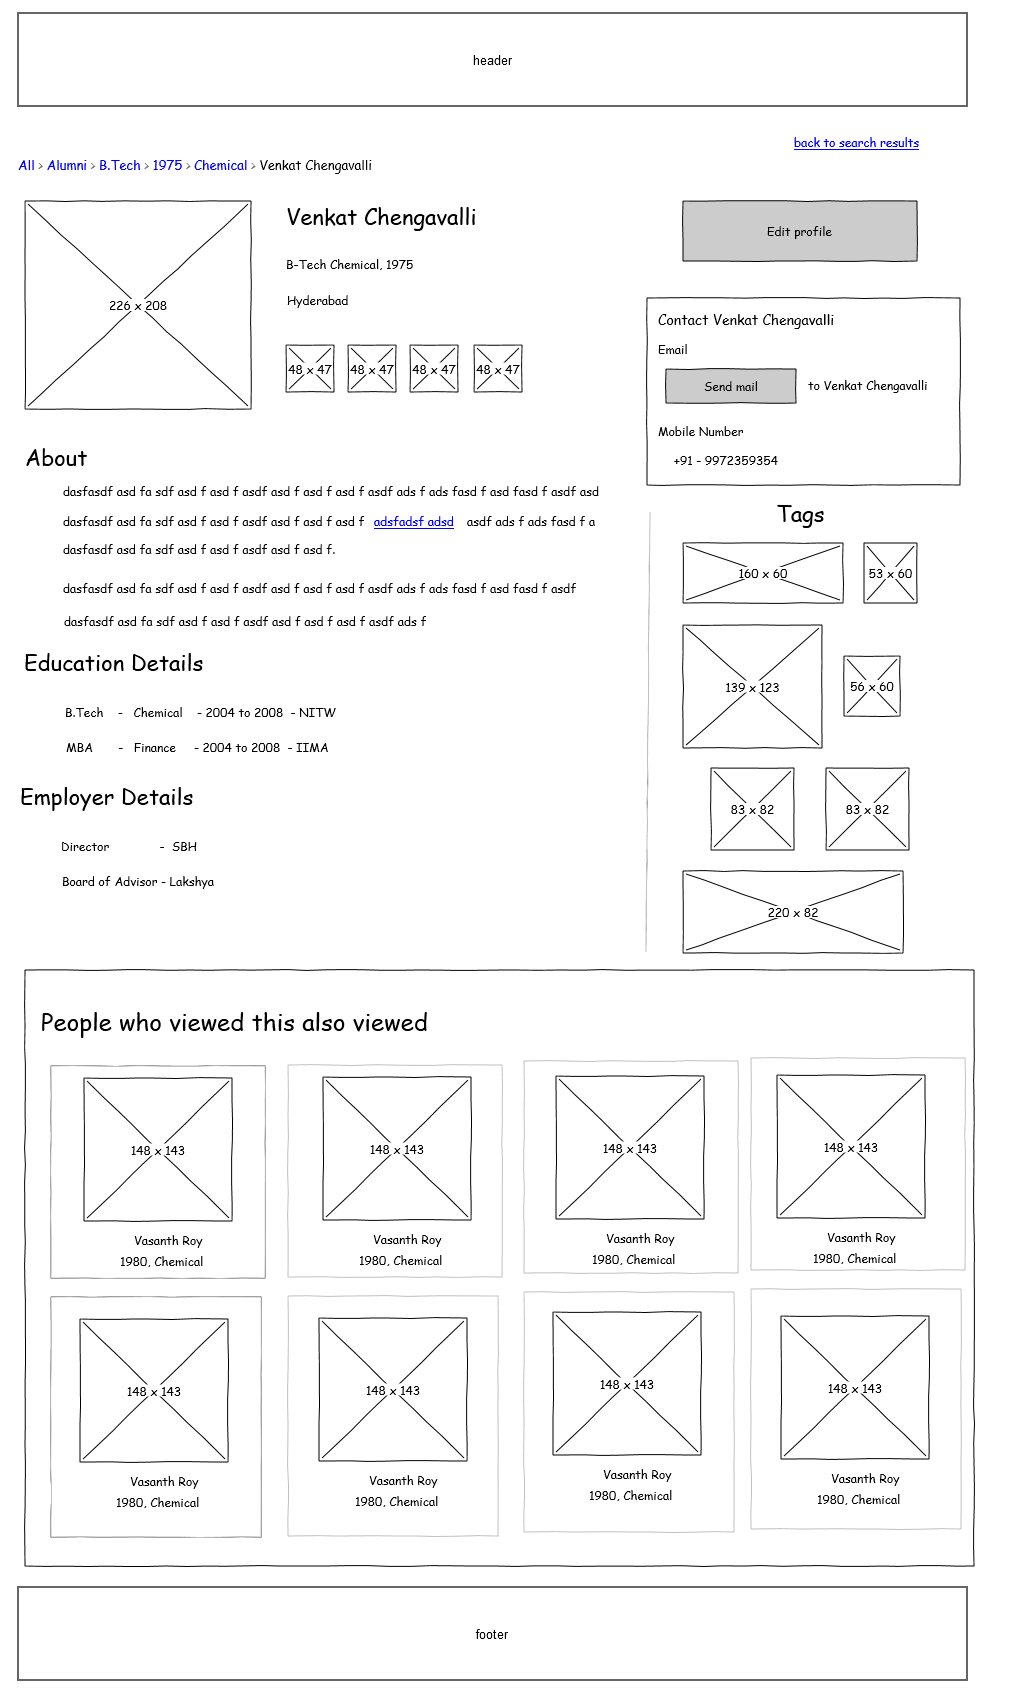 header
back to search results
All > Alumni > B.Tech > 1975 > Chemical > Venkat Chengavalli
226 x 208
Venkat Chengavalli
B-Tech Chemical, 1975
Hyderabad
48 x 47 48 x 47 48 x 47 48 x 47
Edit profile
Contact Venkat Chengavalli
Email
Send mail to Venkat Chengavalli
Mobile Number
+91 - 9972359354
About
dasfasdf asd fa sdf asd f asd f asdf asd f asd f asd f asdf ads f ads fasd f asd fasd f asdf asd
dasfasdf asd fa sdf asd f asd f asdf asd f asd f asd f adsfadsf adsd asdf ads f ads fasd f a
dasfasdf asd fa sdf asd f asd f asdf asd f asd f.
dasfasdf asd fa sdf asd f asd f asdf asd f asd f asd f asdf ads f ads fasd f asd fasd f asdf
dasfasdf asd fa sdf asd f asd f asdf asd f asd f asd f asdf ads f
Education Details
B.Tech - Chemical - 2004 to 2008 - NITW
MBA - Finance - 2004 to 2008 - IIMA
Employer Details
Director - SBH
Board of Advisor - Lakshya
Tags
160 x 60 53 x 60
139 x 123 56 x 60
83 x 82 83 x 82
220 x 82
People who viewed this also viewed
148 x 143 148 x 143 148 x 143 148 x 143
Vasanth Roy Vasanth Roy Vasanth Roy Vasanth Roy
1980, Chemical 1980, Chemical 1980, Chemical 1980, Chemical
148 x 143 148 x 143 148 x 143 148 x 143
Vasanth Roy Vasanth Roy Vasanth Roy Vasanth Roy
1980, Chemical 1980, Chemical 1980, Chemical 1980, Chemical
footer